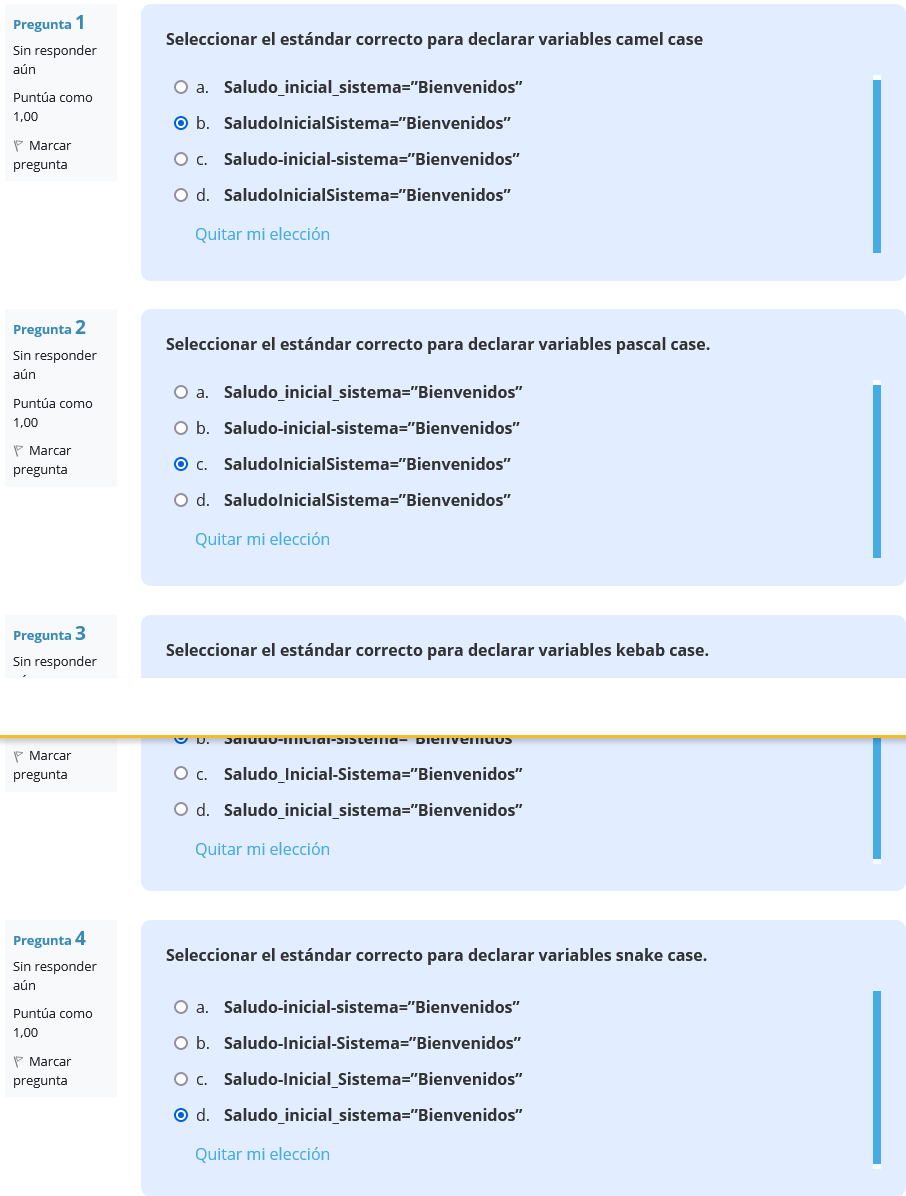 Pregunta 1
Sin responder
aún
Puntúa como
1,00
Marcar
pregunta
Seleccionar el estándar correcto para declarar variables camel case
a. Saludo_inicial_sistema=”Bienvenidos”
b. SaludoInicialSistema=”Bienvenidos”
c. Saludo-inicial-sistema=”Bienvenidos”
d. SaludoInicialSistema=”Bienvenidos”
Quitar mi elección
Pregunta 2
Sin responder
aún
Puntúa como
1,00
Marcar
pregunta
Seleccionar el estándar correcto para declarar variables pascal case.
a. Saludo_inicial_sistema=”Bienvenidos”
b. Saludo-inicial-sistema=”Bienvenidos”
c. SaludoInicialSistema=”Bienvenidos”
d. SaludoInicialSistema=”Bienvenidos”
Quitar mi elección
Pregunta 3
Sin responder
Seleccionar el estándar correcto para declarar variables kebab case.
Marcar
pregunta
b. Saludo-inicial-sistema=”Bienvenidos”
c. Saludo_Inicial-Sistema=”Bienvenidos”
d. Saludo_inicial_sistema=”Bienvenidos”
Quitar mi elección
Pregunta 4
Sin responder
aún
Puntúa como
1,00
Marcar
pregunta
Seleccionar el estándar correcto para declarar variables snake case.
a. Saludo-inicial-sistema=”Bienvenidos”
b. Saludo-Inicial-Sistema=”Bienvenidos”
c. Saludo-Inicial_Sistema=”Bienvenidos”
d. Saludo_inicial_sistema=”Bienvenidos”
Quitar mi elección